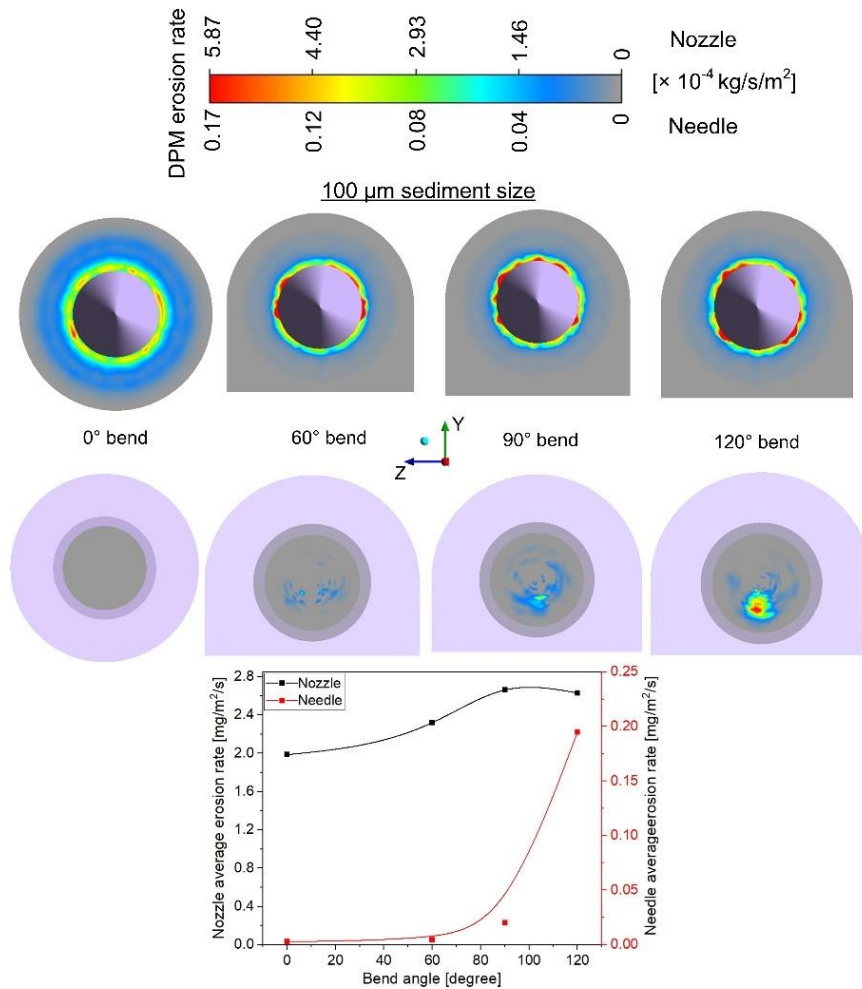 5.87 4.40 2.93 1.46 0 Nozzle
DPM erosion rate [× 10⁻⁴ kg/s/m²]
0.17 0.12 0.08 0.04 0 Needle
100 µm sediment size
0° bend 60° bend 90° bend 120° bend
Y
Z
Nozzle
Needle
2.8
2.4
2.0
1.6
1.2
0.8
0.4
0.0
Nozzle average erosion rate [mg/m²/s]
0.25
0.20
0.15
0.10
0.05
0.00
Needle averageerosion rate [mg/m²/s]
0 20 40 60 80 100 120
Bend angle [degree]